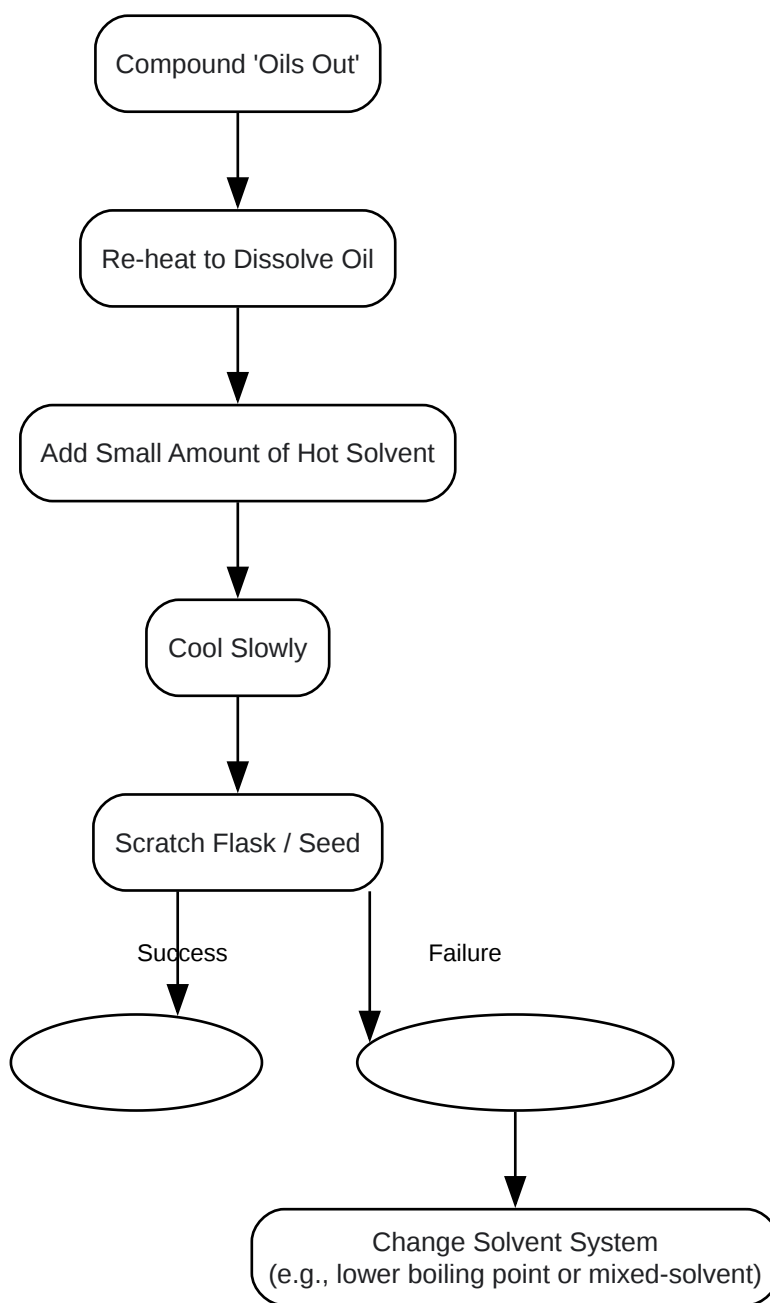 Compound 'Oils Out'
Re-heat to Dissolve Oil
Add Small Amount of Hot Solvent
Cool Slowly
Scratch Flask / Seed
Success
Failure
Change Solvent System
(e.g., lower boiling point or mixed-solvent)